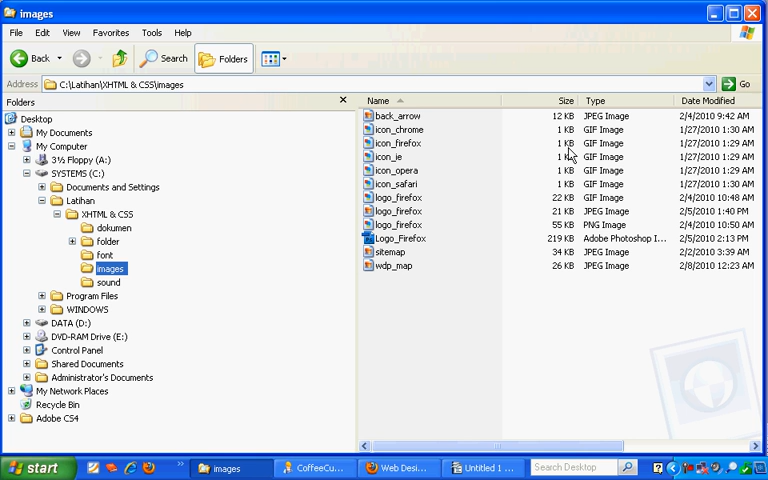 images
File Edit View Favorites Tools Help
Back Search Folders
Address C:\Latihan\XHTML & CSS\images Go
Folders
Desktop
My Documents
My Computer
3½ Floppy (A:)
SYSTEMS (C:)
Documents and Settings
Latihan
XHTML & CSS
dokumen
folder
font
images
sound
Program Files
WINDOWS
DATA (D:)
DVD-RAM Drive (E:)
Control Panel
Shared Documents
Administrator's Documents
My Network Places
Recycle Bin
Adobe CS4
Name Size Type Date Modified
back_arrow 12 KB JPEG Image 2/4/2010 9:42 AM
icon_chrome 1 KB GIF Image 1/27/2010 1:30 AM
icon_firefox 1 KB GIF Image 1/27/2010 1:29 AM
icon_ie 1 KB GIF Image 1/27/2010 1:29 AM
icon_opera 1 KB GIF Image 1/27/2010 1:29 AM
icon_safari 1 KB GIF Image 1/27/2010 1:30 AM
logo_firefox 22 KB GIF Image 2/4/2010 10:48 AM
logo_firefox 21 KB JPEG Image 2/5/2010 1:40 PM
logo_firefox 55 KB PNG Image 2/4/2010 10:50 AM
Logo_Firefox 219 KB Adobe Photoshop I... 2/5/2010 2:13 PM
sitemap 34 KB JPEG Image 2/2/2010 3:39 AM
wdp_map 26 KB JPEG Image 2/8/2010 12:23 AM
start images CoffeeCu... Web Desi... Untitled 1 ... Search Desktop